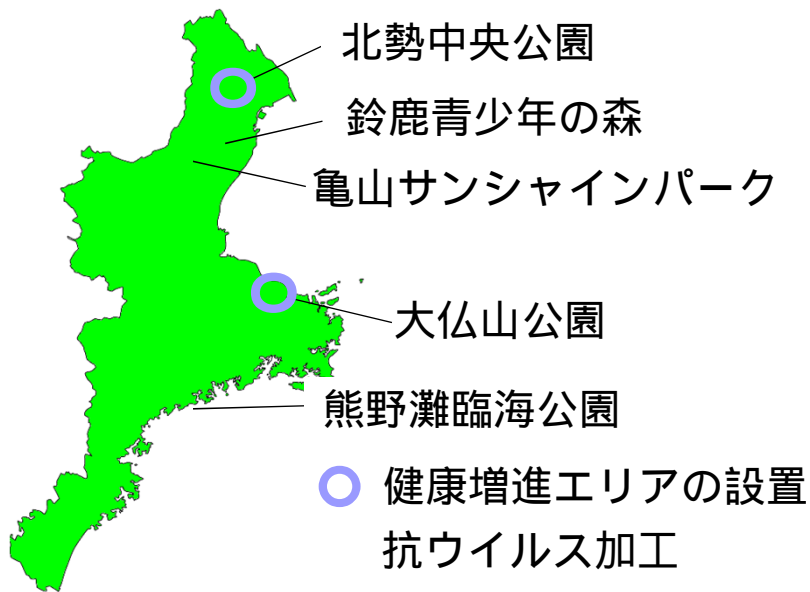 北勢中央公園
鈴鹿青少年の森
亀山サンシャインパーク
大仏山公園
熊野灘臨海公園
健康増進エリアの設置
抗ウイルス加工